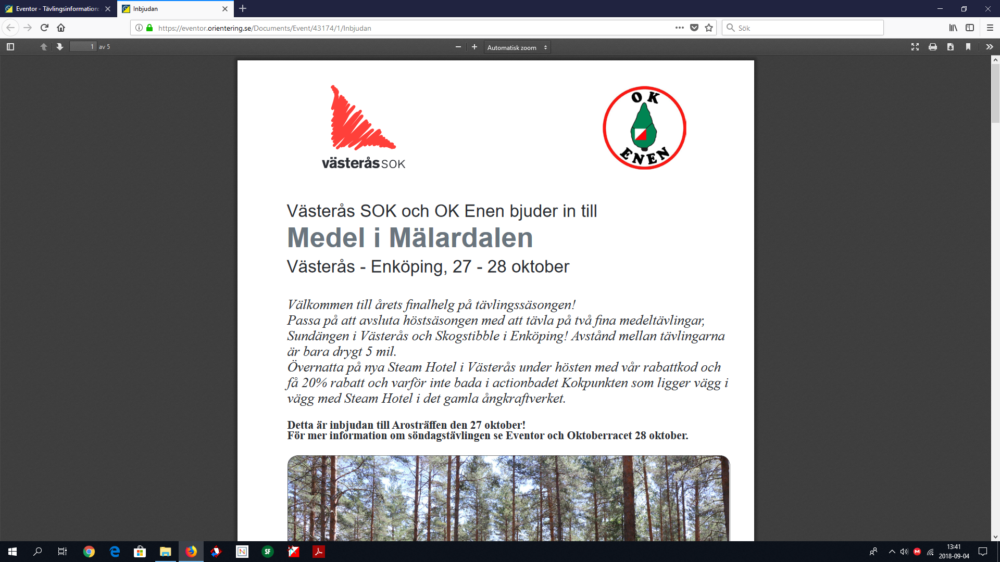 Eventor - Tävlingsinformation:
Inbjudan
https://eventor.orientering.se/Documents/Event/43174/1/Inbjudan
Sök
1 av 5
Automatisk zoom
västerås SOK
OK
ENEN
Västerås SOK och OK Enen bjuder in till
Medel i Mälardalen
Västerås - Enköping, 27 - 28 oktober
Välkommen till årets finalhelg på tävlingssäsongen!
Passa på att avsluta höstsäsongen med att tävla på två fina medeltävlingar,
Sundängen i Västerås och Skogstibble i Enköping! Avstånd mellan tävlingarna
är bara drygt 5 mil.
Övernatta på nya Steam Hotel i Västerås under hösten med vår rabattkod och
få 20% rabatt och varför inte bada i actionbadet Kokpunkten som ligger vägg i
vägg med Steam Hotel i det gamla ångkraftverket.
Detta är inbjudan till Arosträffen den 27 oktober!
För mer information om söndagstävlingen se Eventor och Oktoberracet 28 oktober.
N
SF
M
13:41
2018-09-04